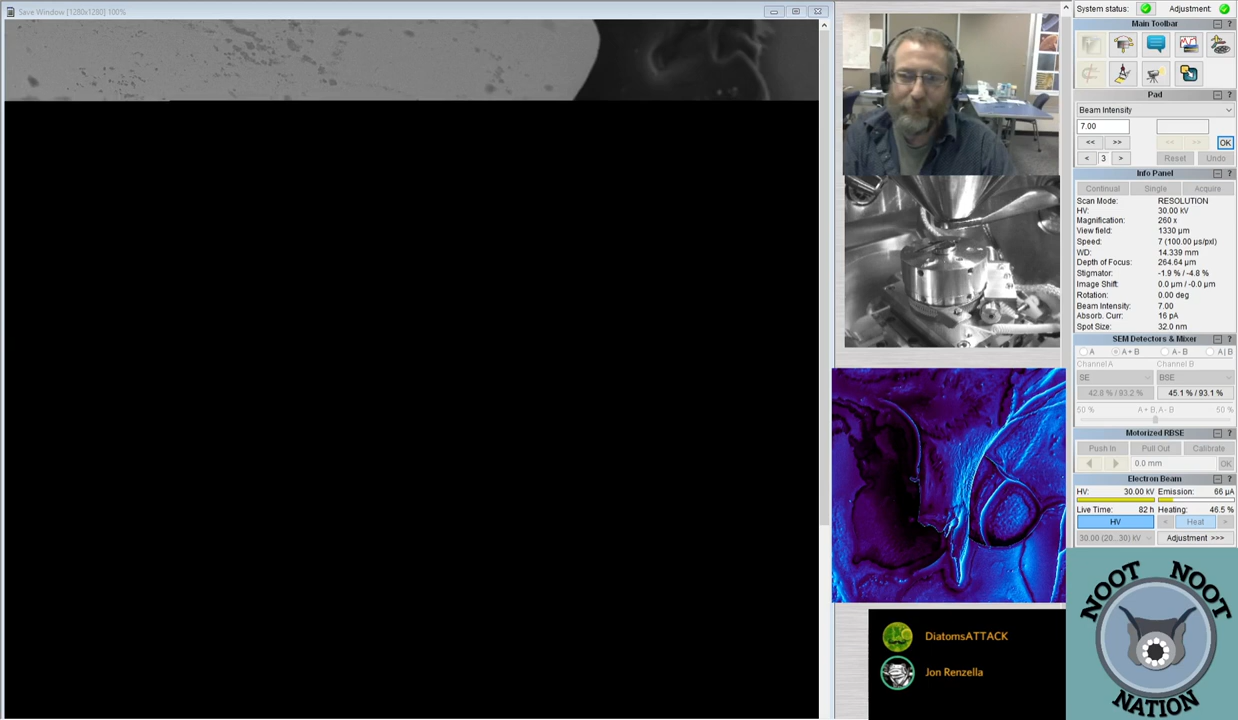 Save Window [1280x1280] 100%
System status:
Adjustment:
Main Toolbar
?
Pad
?
Beam Intensity
7.00
<< >>
<< >>
OK
< 3 >
Reset
Undo
Info Panel
?
Continual
Single
Acquire
Scan Mode: RESOLUTION
HV: 30.00 kV
Magnification: 260 x
View field: 1330 µm
Speed: 7 (100.00 µs/pxl)
WD: 14.339 mm
Depth of Focus: 264.64 µm
Stigmator: -1.9 % / -4.8 %
Image Shift: 0.0 µm / -0.0 µm
Rotation: 0.00 deg
Beam Intensity: 7.00
Absorb. Curr: 16 pA
Spot Size: 32.0 nm
SEM Detectors & Mixer
?
A A+B A-B A|B
Channel A
Channel B
SE
BSE
42.8 % / 93.2 %
45.1 % / 93.1 %
50 % A+B, A-B 50 %
Motorized RBSE
?
Push In
Pull Out
Calibrate
0.0 mm
OK
Electron Beam
?
HV: 30.00 kV Emission: 66 µA
Live Time: 82 h Heating: 46.5 %
HV
< Heat >
30.00 (20...30) kV
Adjustment >>>
DiatomsATTACK
Jon Renzella
NOOT NOOT
NATION